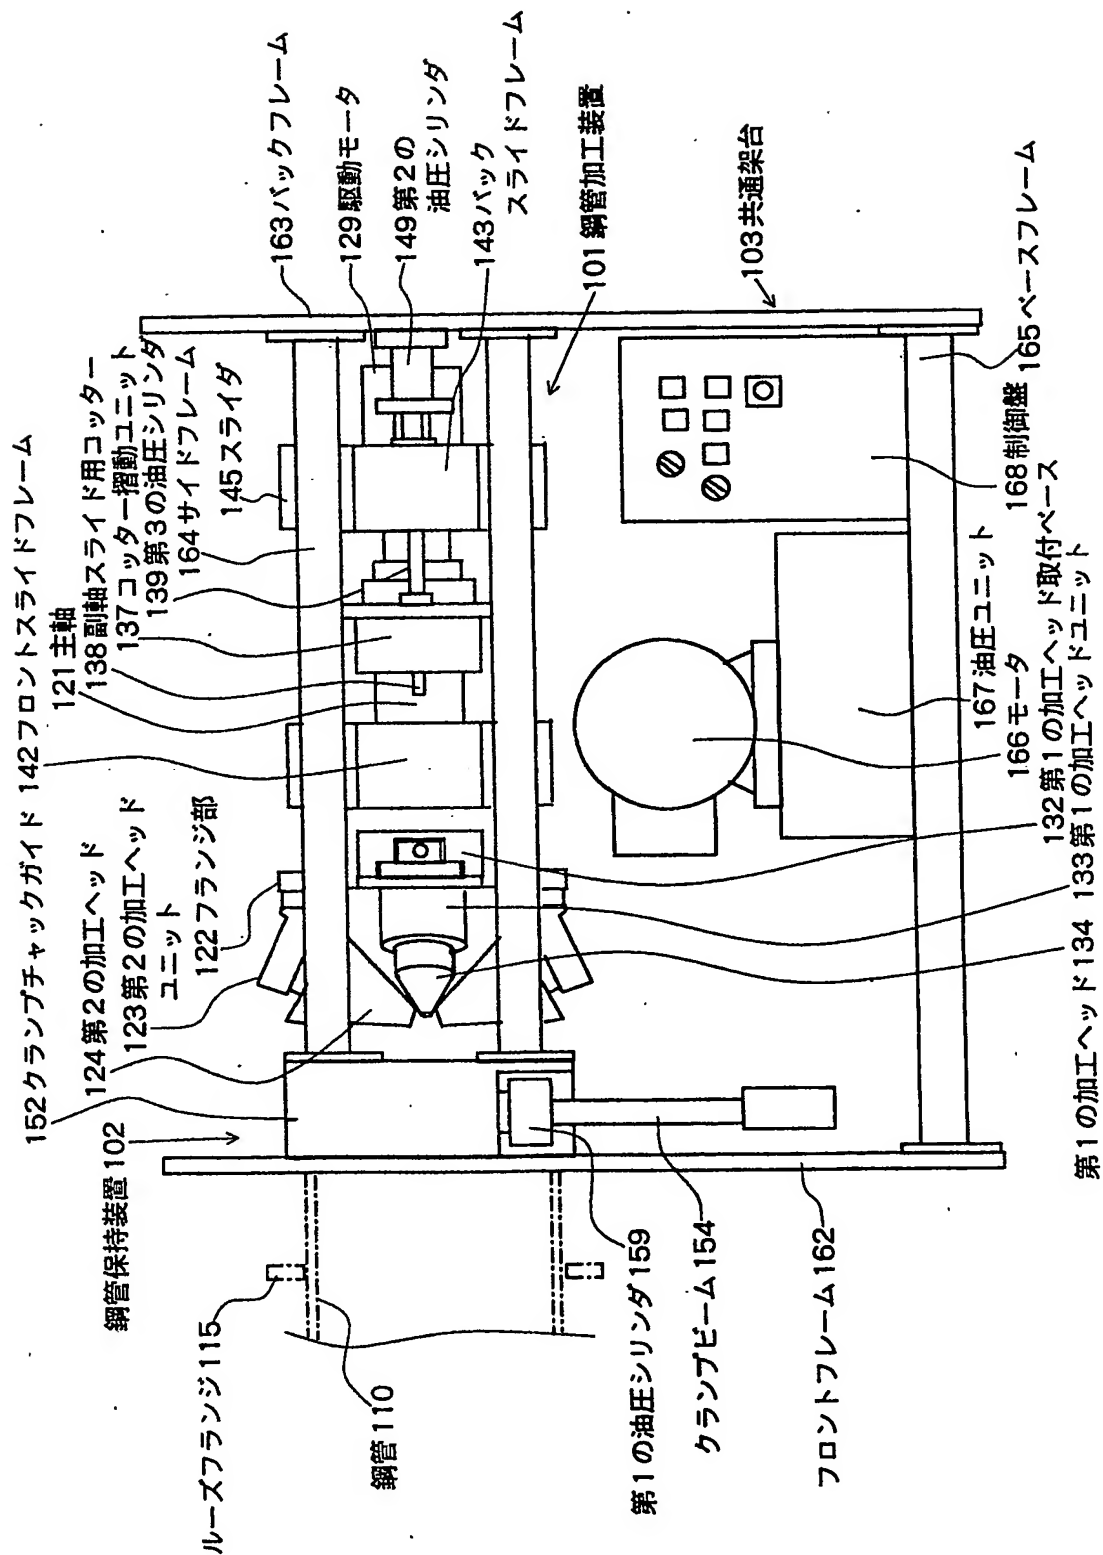 152クランプチャックガイド
142フロントスライドフレーム
121主軸
138副軸スライド用コッター
137コッター摺動ユニット
139第3の油圧シリンダ
164サイドフレーム
145スライダ
163バックフレーム
129駆動モータ
149第2の
油圧シリンダ
143バック
スライドフレーム
101鋼管加工装置
103共通架台
165ベースフレーム
鋼管保持装置102
124第2の加工ヘッド
123第2の加工ヘッド
ユニット
122フランジ部
ルーズフランジ115
鋼管110
第1の油圧シリンダ159
クランプビーム154
フロントフレーム162
第1の加工ヘッド134
133第1の加工ヘッドユニット
132第1の加工ヘッド取付ベース
166モータ
167油圧ユニット
168制御盤